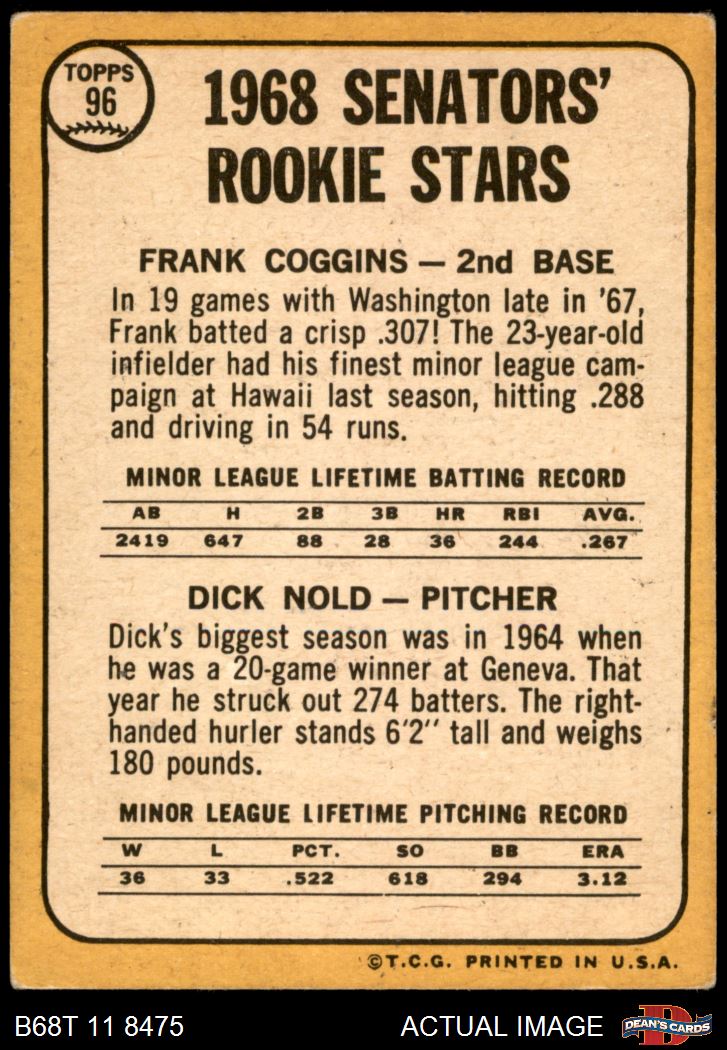 TOPPS
96
1968 SENATORS'
ROOKIE STARS
FRANK COGGINS — 2nd BASE
In 19 games with Washington late in '67,
Frank batted a crisp .307! The 23-year-old
infielder had his finest minor league cam-
paign at Hawaii last season, hitting .288
and driving in 54 runs.
MINOR LEAGUE LIFETIME BATTING RECORD
AB H 2B 3B HR RBI AVG.
2419 647 88 28 36 244 .267
DICK NOLD — PITCHER
Dick's biggest season was in 1964 when
he was a 20-game winner at Geneva. That
year he struck out 274 batters. The right-
handed hurler stands 6'2" tall and weighs
180 pounds.
MINOR LEAGUE LIFETIME PITCHING RECORD
W L PCT. SO BB ERA
36 33 .522 618 294 3.12
©T.C.G. PRINTED IN U.S.A.
B68T 11 8475 ACTUAL IMAGE
D
DEAN'S CARDS